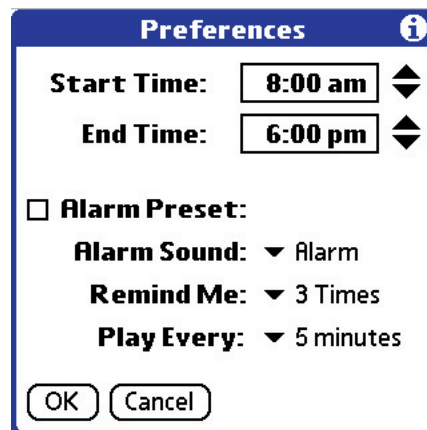 Preferences
Start Time: 8:00 am
End Time: 6:00 pm
Alarm Preset:
Alarm Sound: Alarm
Remind Me: 3 Times
Play Every: 5 minutes
OK Cancel